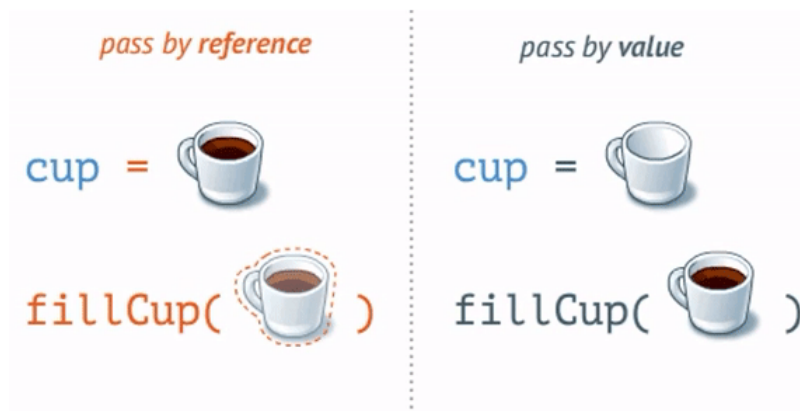 pass by reference
cup =
fillCup( )
pass by value
cup =
fillCup( )